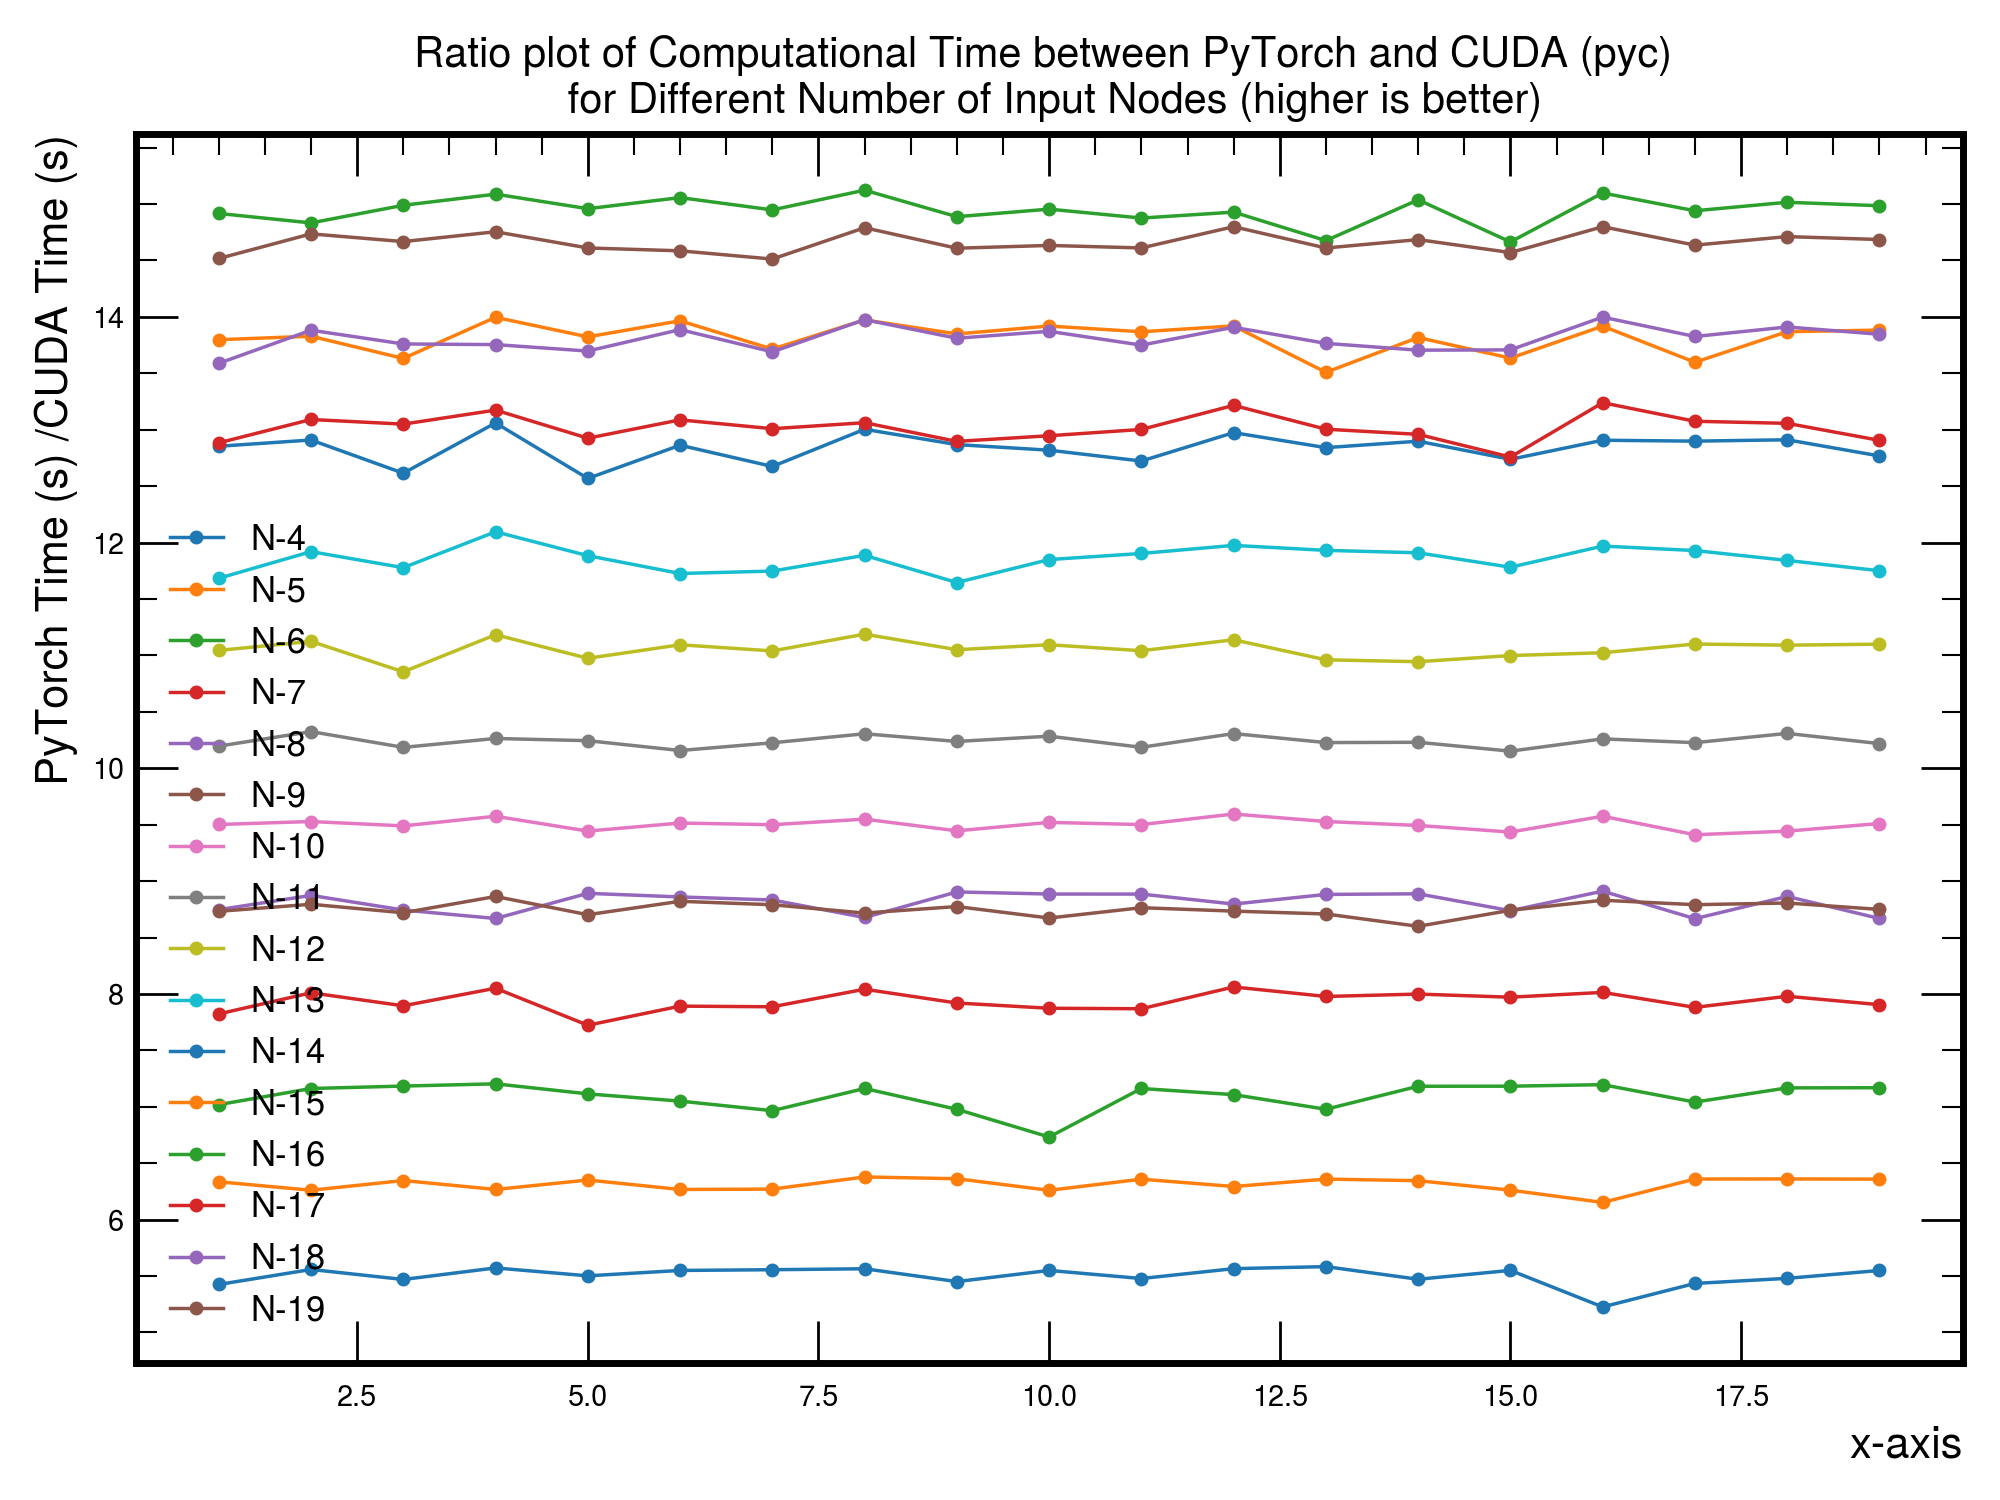 Ratio plot of Computational Time between PyTorch and CUDA (pyc)
for Different Number of Input Nodes (higher is better)
PyTorch Time (s) /CUDA Time (s)
14
12
10
8
6
N-4
N-5
N-6
N-7
N-8
N-9
N-10
N-11
N-12
N-13
N-14
N-15
N-16
N-17
N-18
N-19
2.5 5.0 7.5 10.0 12.5 15.0 17.5
x-axis